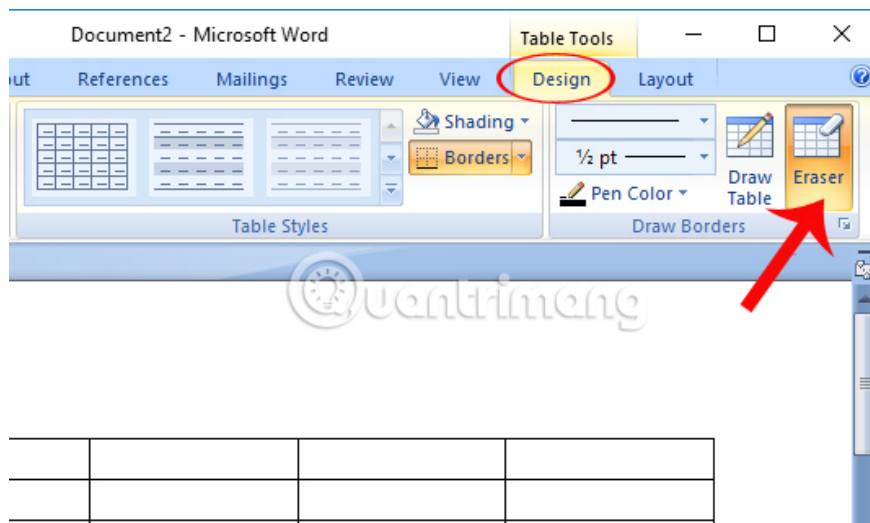 Document2 - Microsoft Word
Table Tools
out References Mailings Review View Design Layout
Shading
Borders
½ pt
Pen Color
Draw Table
Eraser
Table Styles
Draw Borders
Quantrimang